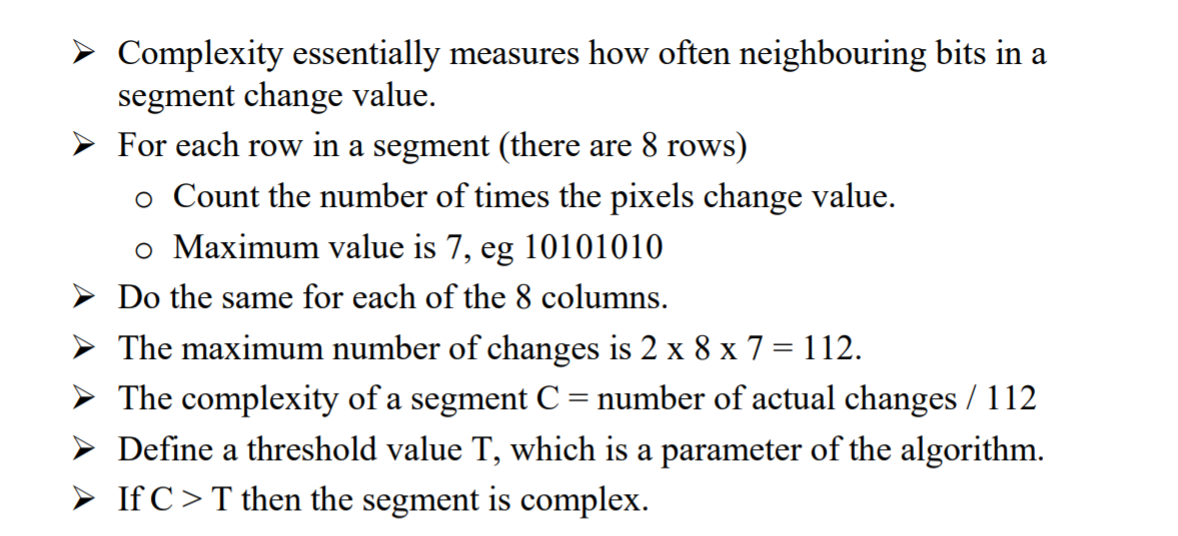 ➢ Complexity essentially measures how often neighbouring bits in a
segment change value.
➢ For each row in a segment (there are 8 rows)
o Count the number of times the pixels change value.
o Maximum value is 7, eg 10101010
➢ Do the same for each of the 8 columns.
➢ The maximum number of changes is 2 x 8 x 7 = 112.
➢ The complexity of a segment C = number of actual changes / 112
➢ Define a threshold value T, which is a parameter of the algorithm.
➢ If C > T then the segment is complex.